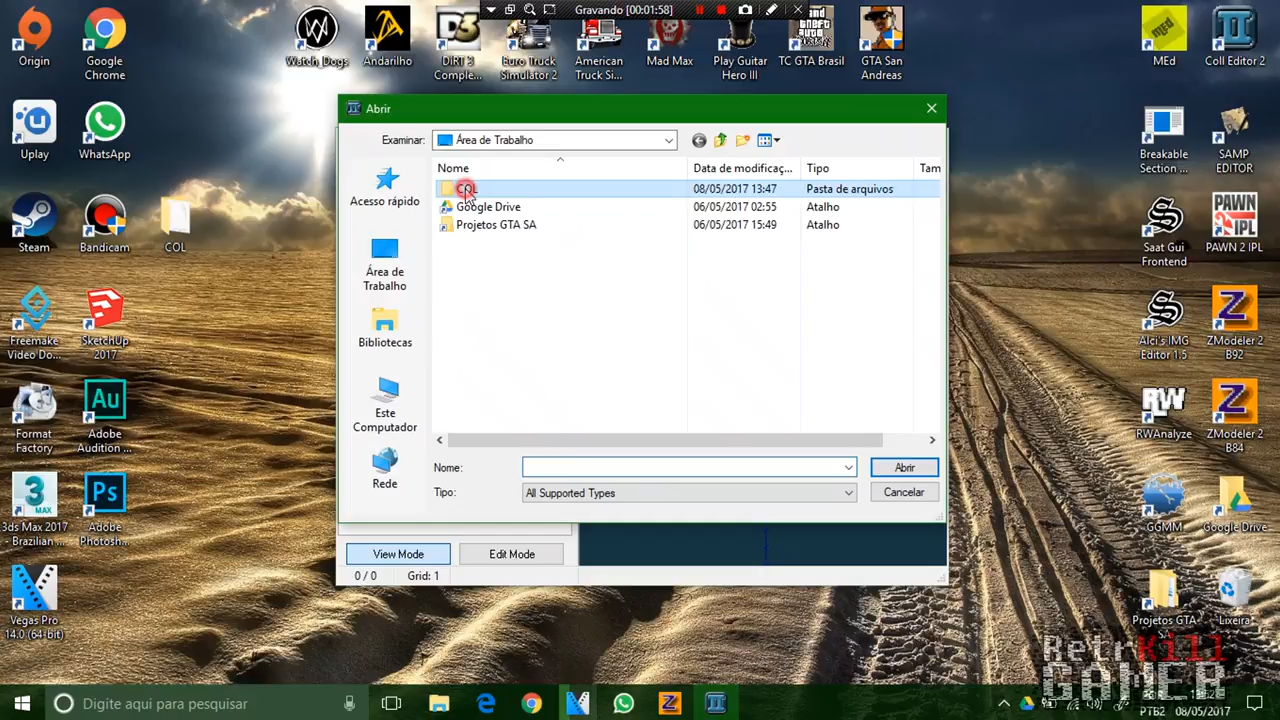 Gravando [00:01:58]
Origin
Google Chrome
Watch_Dogs
Andarilho
DiRT 3 Comple...
Euro Truck Simulator 2
American Truck Si...
Mad Max
Play Guitar Hero III
TC GTA Brasil
GTA San Andreas
MEd
Coll Editor 2
Abrir
Uplay
WhatsApp
Examinar:
Área de Trabalho
Breakable Section ...
SAMP EDITOR
Acesso rápido
Nome
Data de modificaç...
Tipo
Tam
COL
08/05/2017 13:47
Pasta de arquivos
Google Drive
06/05/2017 02:55
Atalho
Projetos GTA SA
06/05/2017 15:49
Atalho
Steam
Bandicam
COL
Saat Gui Frontend
PAWN 2 IPL
Área de Trabalho
Bibliotecas
Freemake Video Do...
SketchUp 2017
Alci's IMG Editor 1.5
ZModeler 2 B92
Este Computador
Format Factory
Adobe Audition ...
RWAnalyze
ZModeler 2 B84
Rede
Nome:
Abrir
Tipo:
All Supported Types
Cancelar
3ds Max 2017 - Brazilian ...
Adobe Photosh...
GGMM
Google Drive
View Mode
Edit Mode
0 / 0
Grid: 1
Vegas Pro 14.0 (64-bit)
Projetos GTA
Lixeira
RetrKill
GAMER
Digite aqui para pesquisar
PTB2
08/05/2017